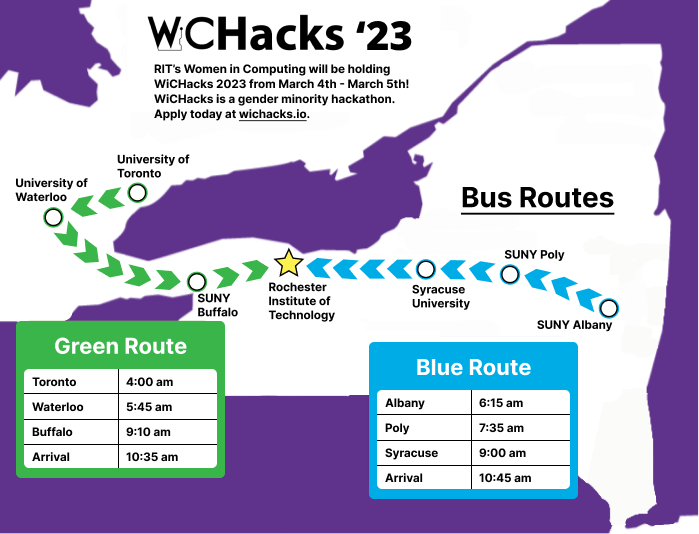 WiCHacks ‘23
RIT’s Women in Computing will be holding
WiCHacks 2023 from March 4th - March 5th!
WiCHacks is a gender minority hackathon.
Apply today at wichacks.io.
University of
Toronto
University of
Waterloo
Bus Routes
SUNY Poly
Rochester
Institute of
Technology
Syracuse
University
SUNY
Buffalo
SUNY Albany
Green Route
Toronto 4:00 am
Waterloo 5:45 am
Buffalo 9:10 am
Arrival 10:35 am
Blue Route
Albany 6:15 am
Poly 7:35 am
Syracuse 9:00 am
Arrival 10:45 am